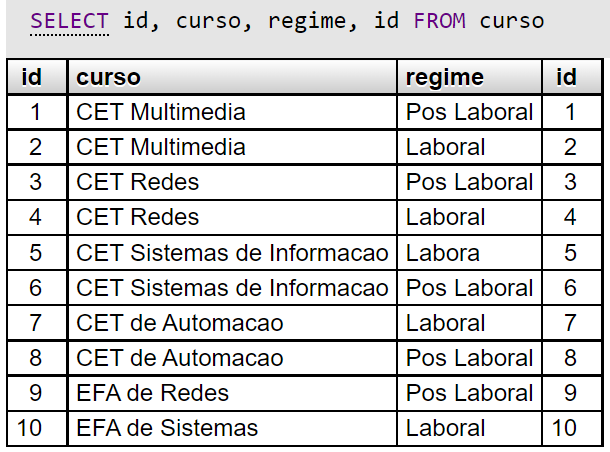 SELECT id, curso, regime, id FROM curso
id curso regime id
1 CET Multimedia Pos Laboral 1
2 CET Multimedia Laboral 2
3 CET Redes Pos Laboral 3
4 CET Redes Laboral 4
5 CET Sistemas de Informacao Labora 5
6 CET Sistemas de Informacao Pos Laboral 6
7 CET de Automacao Laboral 7
8 CET de Automacao Pos Laboral 8
9 EFA de Redes Pos Laboral 9
10 EFA de Sistemas Laboral 10